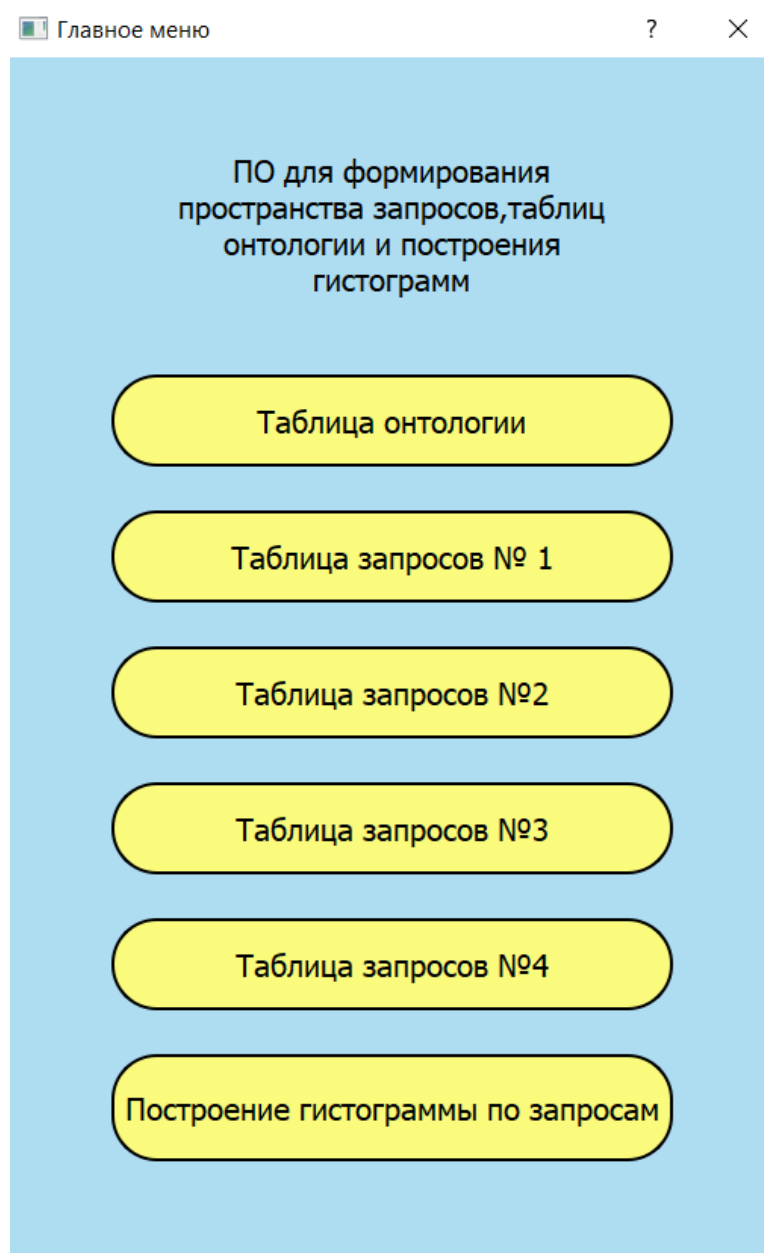 Главное меню ?
ПО для формирования
пространства запросов,таблиц
онтологии и построения
гистограмм
Таблица онтологии
Таблица запросов № 1
Таблица запросов №2
Таблица запросов №3
Таблица запросов №4
Построение гистограммы по запросам